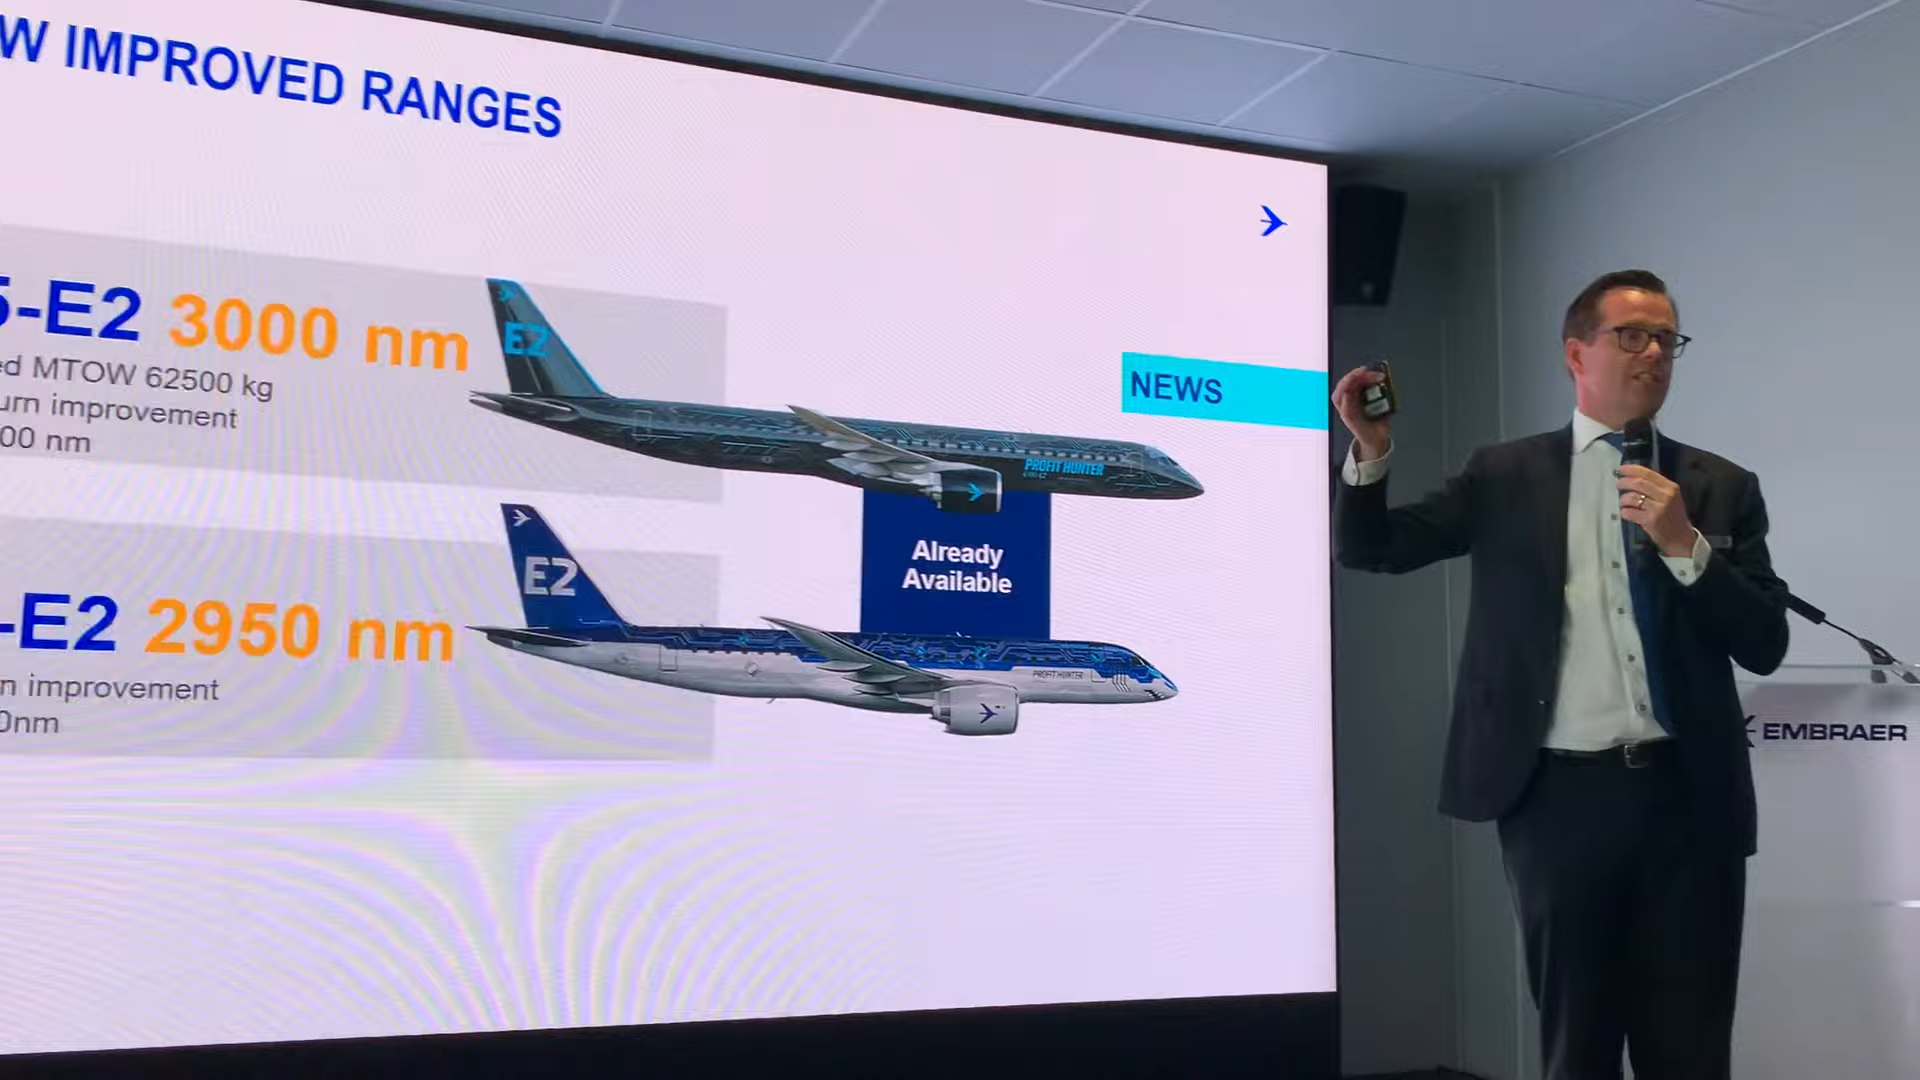 W IMPROVED RANGES
5-E2 3000 nm
ed MTOW 62500 kg
urn improvement
00 nm
E2
PROFIT HUNTER
NEWS
Already
Available
-E2 2950 nm
n improvement
0nm
E2
PROFIT HUNTER
EMBRAER